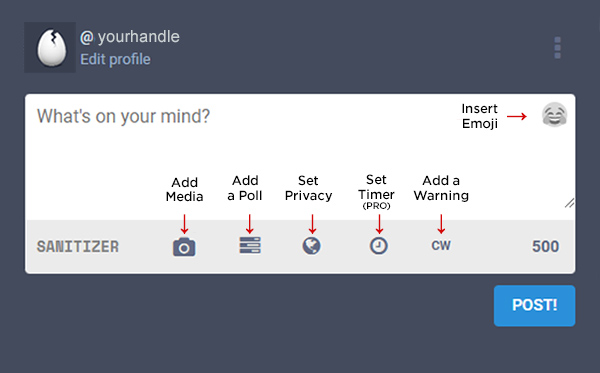 @ yourhandle
Edit profile
What's on your mind?
Insert
Emoji
Add
Media
Add
a Poll
Set
Privacy
Set
Timer
(PRO)
Add a
Warning
SANITIZER
CW
500
POST!